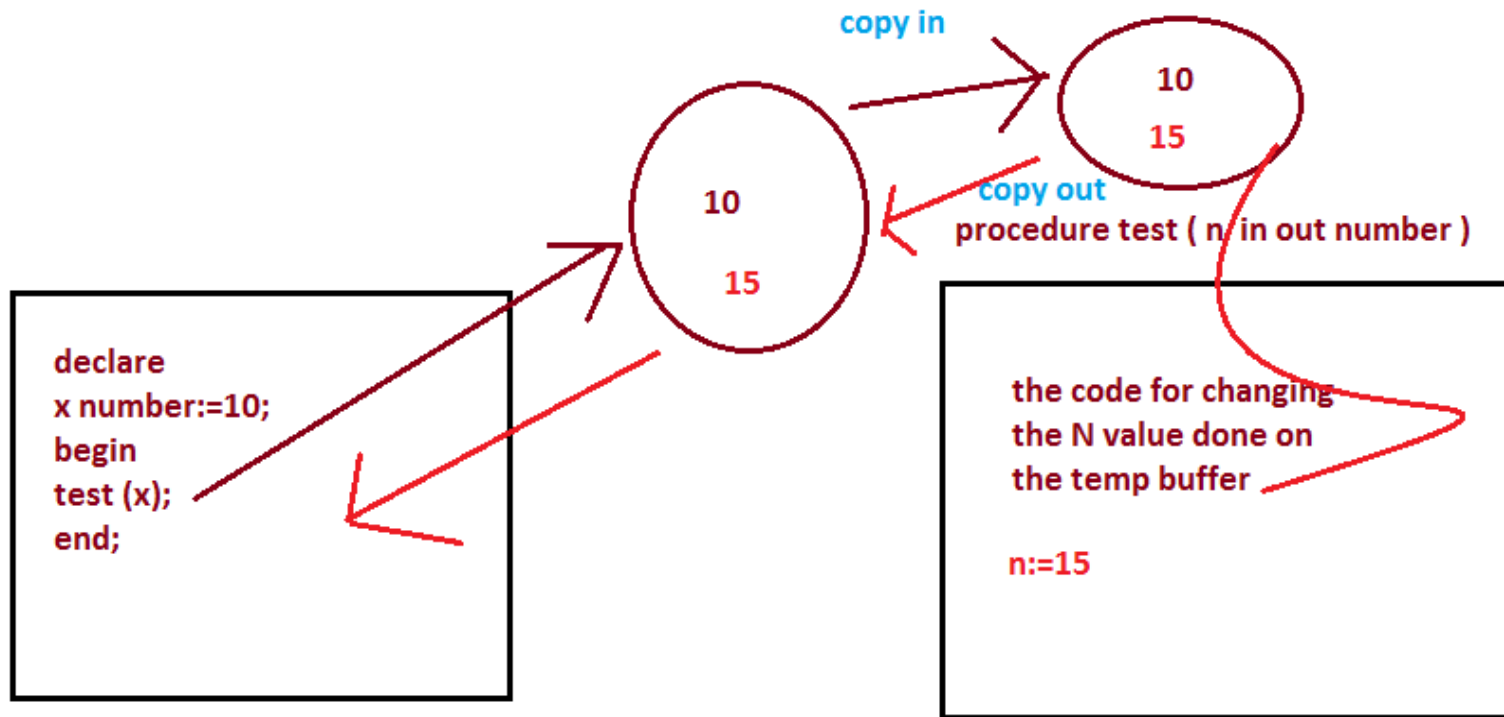 copy in
10
15
10
15
copy out
procedure test ( n in out number )
declare
x number:=10;
begin
test (x);
end;
the code for changing
the N value done on
the temp buffer
n:=15